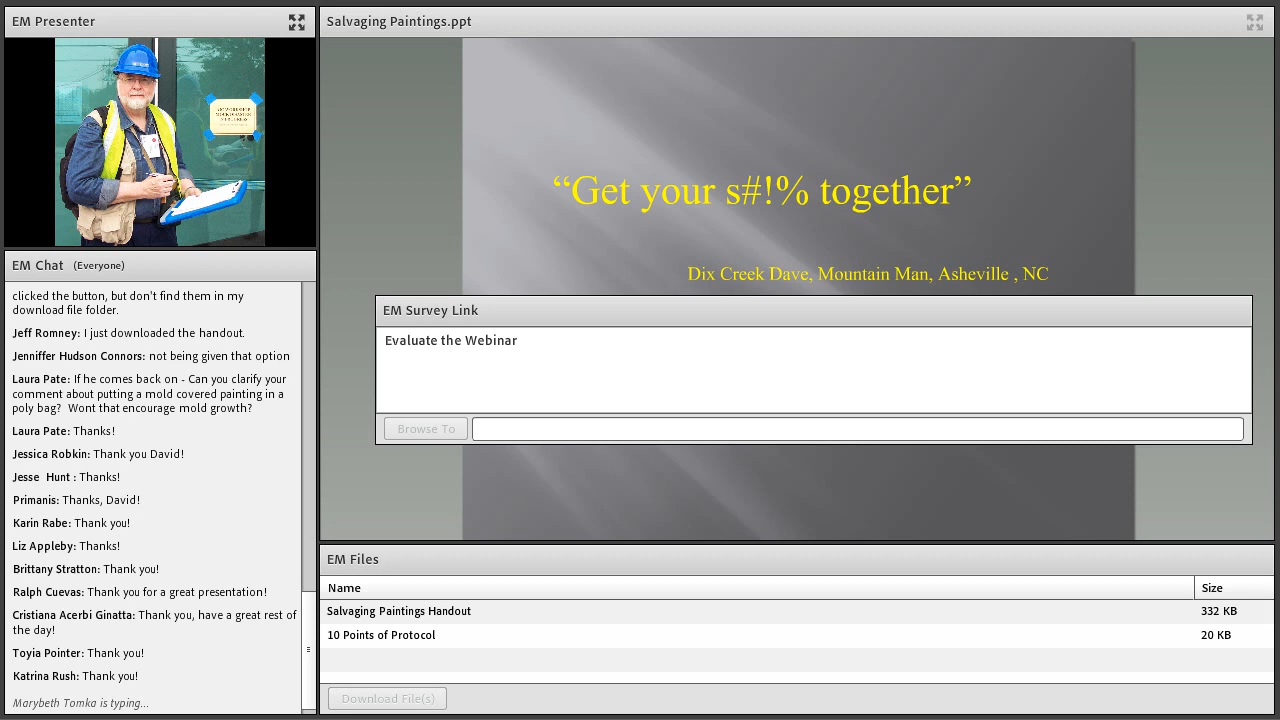 EM Presenter
EM Chat (Everyone)
clicked the button, but don't find them in my
download file folder.
Jeff Romney: I just downloaded the handout.
Jenniffer Hudson Connors: not being given that option
Laura Pate: If he comes back on - Can you clarify your
comment about putting a mold covered painting in a
poly bag?  Wont that encourage mold growth?
Laura Pate: Thanks!
Jessica Robkin: Thank you David!
Jesse  Hunt : Thanks!
Primanis: Thanks, David!
Karin Rabe: Thank you!
Liz Appleby: Thanks!
Brittany Stratton: Thank you!
Ralph Cuevas: Thank you for a great presentation!
Cristiana Acerbi Ginatta: Thank you, have a great rest of
the day!
Toyia Pointer: Thank you!
Katrina Rush: Thank you!
Marybeth Tomka is typing...
Salvaging Paintings.ppt
“Get your s#!% together”
Dix Creek Dave, Mountain Man, Asheville , NC
EM Survey Link
Evaluate the Webinar
Browse To
EM Files
Name Size
Salvaging Paintings Handout 332 KB
10 Points of Protocol 20 KB
Download File(s)